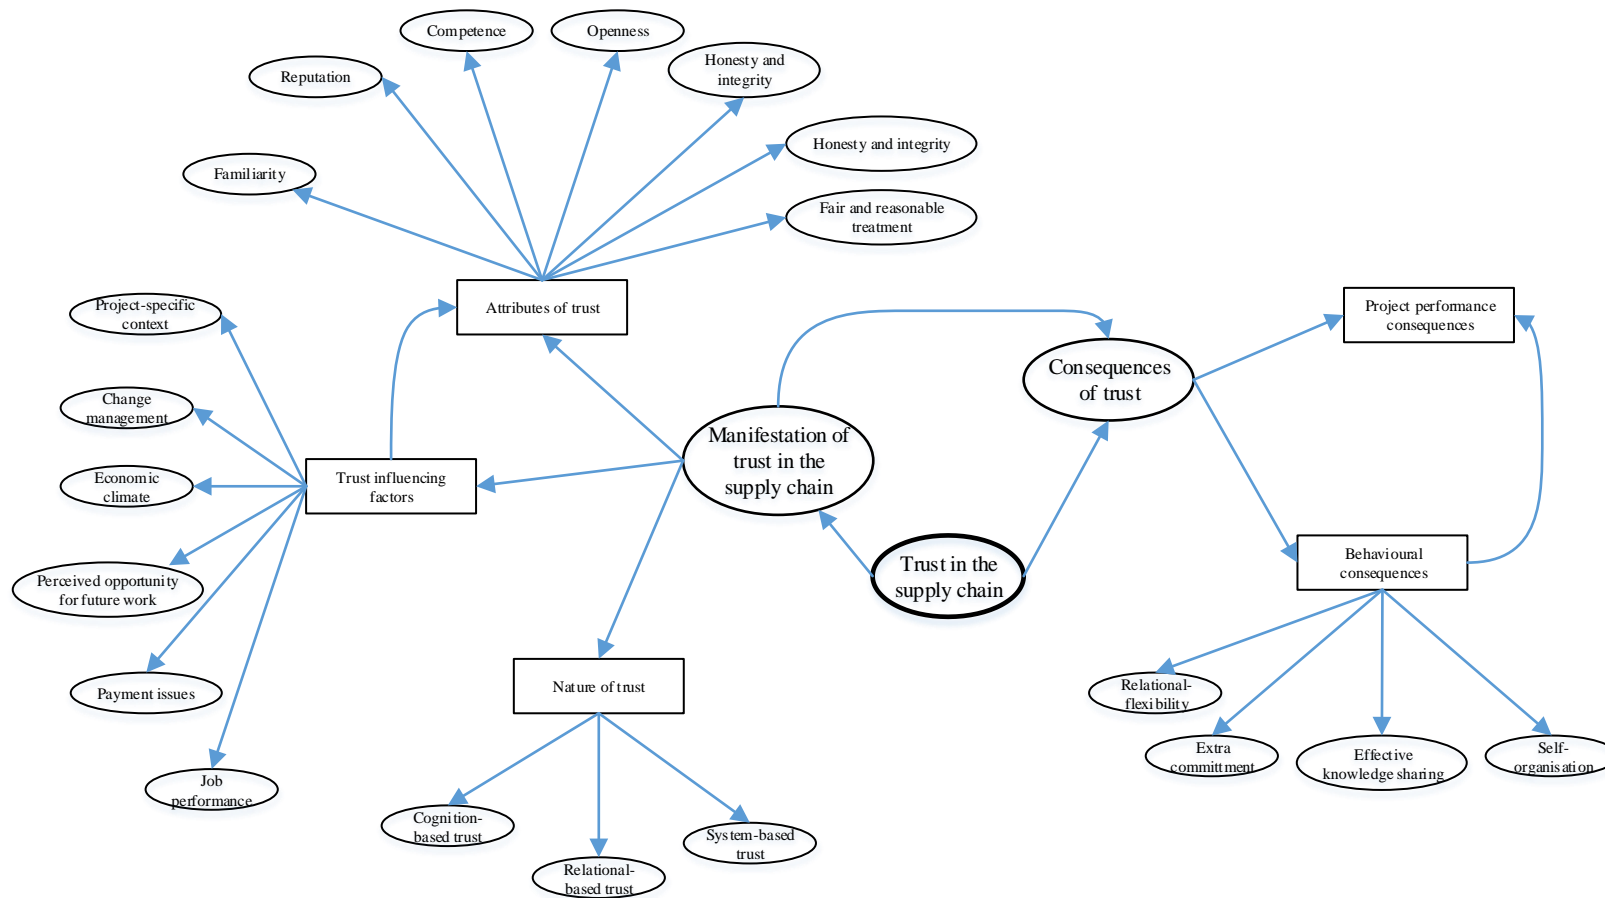 Competence
Openness
Reputation
Honesty and
integrity
Honesty and integrity
Familiarity
Fair and reasonable
treatment
Attributes of trust
Project-specific
context
Project performance
consequences
Consequences
of trust
Change
management
Manifestation of
trust in the
supply chain
Economic
climate
Trust influencing
factors
Trust in the
supply chain
Behavioural
consequences
Perceived opportunity
for future work
Payment issues
Nature of trust
Relational-
flexibility
Extra
committment
Effective
knowledge sharing
Self-
organisation
Job
performance
Cognition-
based trust
System-based
trust
Relational-
based trust